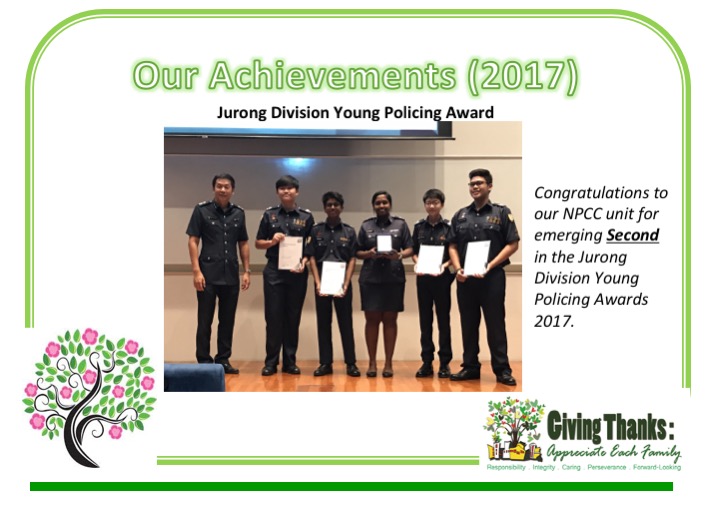 Our Achievements (2017)
Jurong Division Young Policing Award
Congratulations to
our NPCC unit for
emerging Second
in the Jurong
Division Young
Policing Awards
2017.
Giving Thanks:
Appreciate Each Family
Responsibility . Integrity . Caring . Perseverance . Forward-Looking